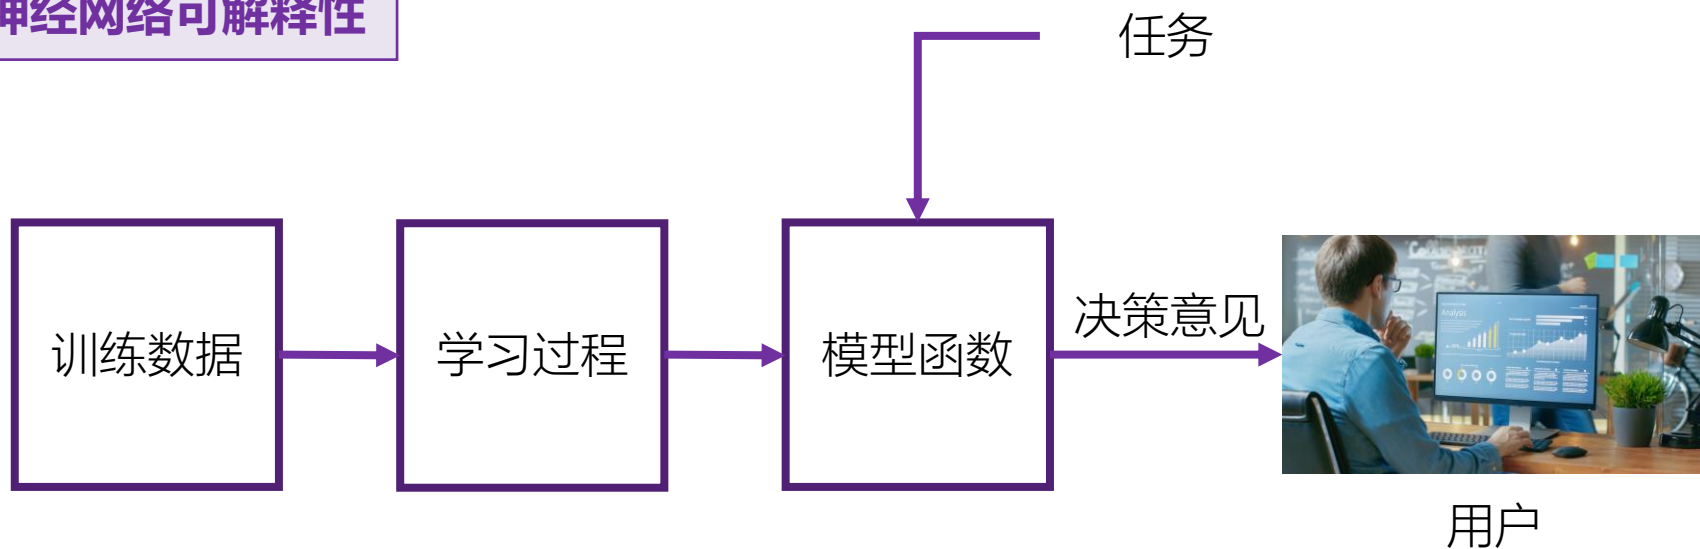 神经网络可解释性
任务
训练数据
学习过程
模型函数
决策意见
Analysis
用户